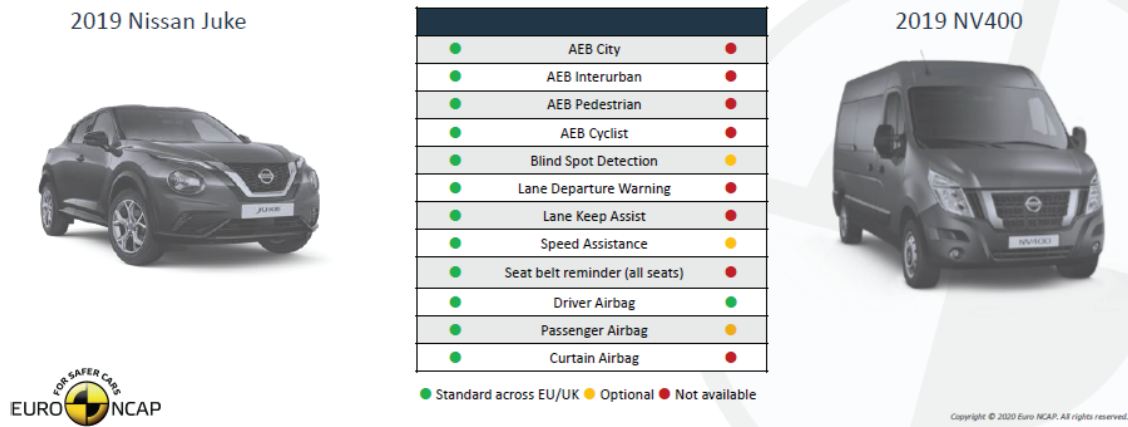 2019 Nissan Juke
2019 NV400
AEB City
AEB Interurban
AEB Pedestrian
AEB Cyclist
Blind Spot Detection
Lane Departure Warning
Lane Keep Assist
Speed Assistance
Seat belt reminder (all seats)
Driver Airbag
Passenger Airbag
Curtain Airbag
Standard across EU/UK Optional Not available
JUKE
NV400
FOR SAFER CARS
EURO NCAP
Copyright © 2020 Euro NCAP. All rights reserved.